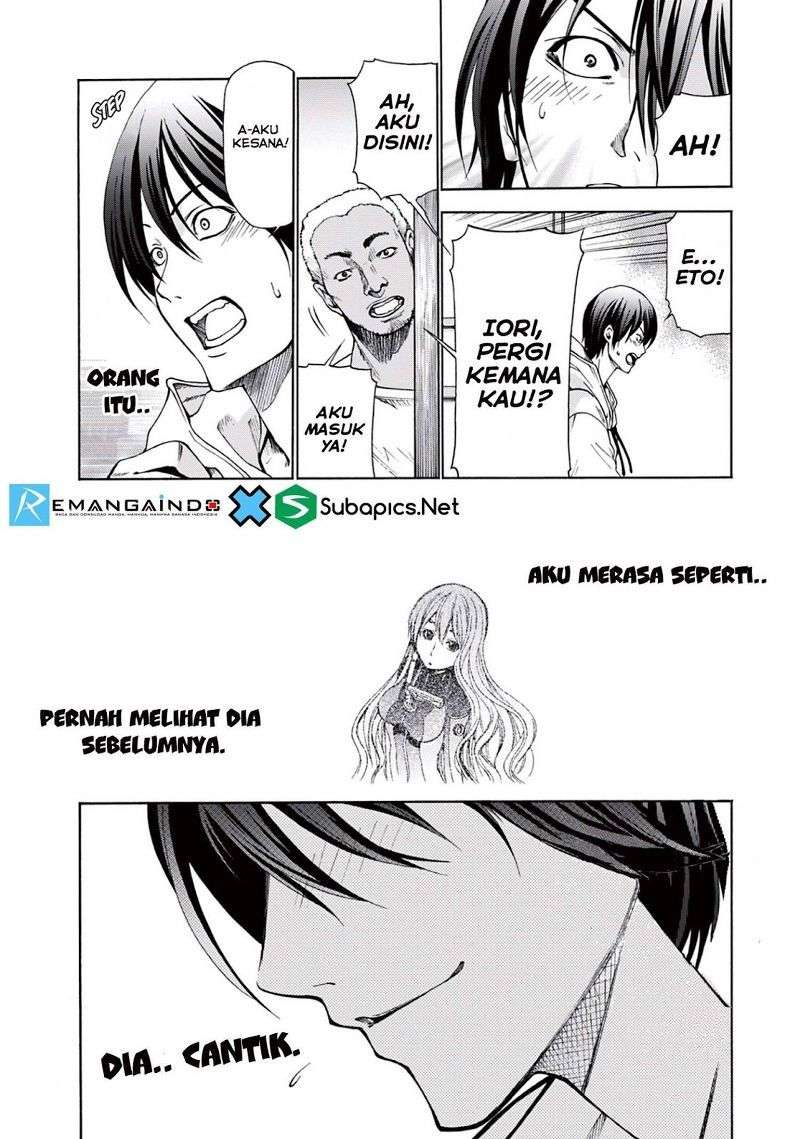 AH!
E...
ETO!
IORI,
PERGI
KEMANA
KAU!?
AH,
AKU
DISINI!
AKU
MASUK
YA!
A-AKU
KESANA!
STEP
ORANG
ITU..
REMANGAINDO
Subapics.Net
AKU MERASA SEPERTI..
PERNAH MELIHAT DIA
SEBELUMNYA.
DIA.. CANTIK.